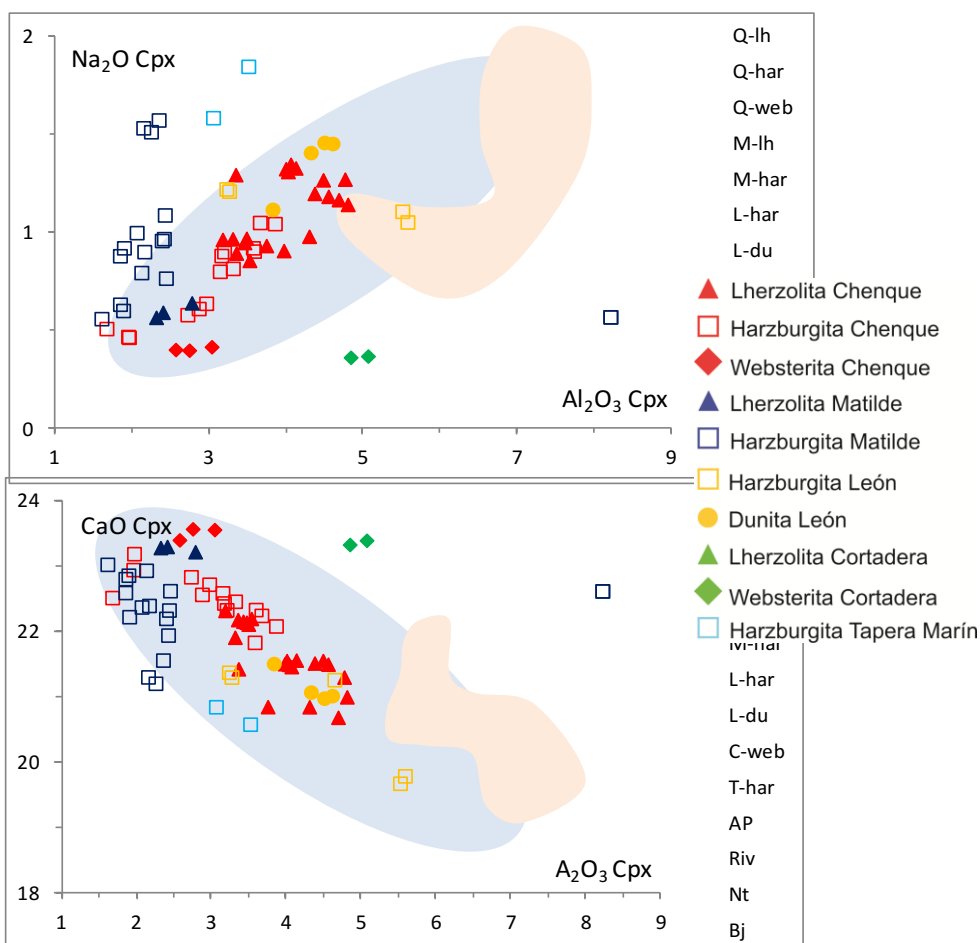 Na₂O Cpx
2
1
0
1
3
5
7
9
Al₂O₃ Cpx
Q-lh
Q-har
Q-web
M-lh
M-har
L-har
L-du
Lherzolita Chenque
Harzburgita Chenque
Websterita Chenque
Lherzolita Matilde
Harzburgita Matilde
Harzburgita León
Dunita León
Lherzolita Cortadera
Websterita Cortadera
Harzburgita Tapera Marín
M-har
L-har
L-du
C-web
T-har
AP
Riv
Nt
Bj
CaO Cpx
24
22
20
18
1
2
3
4
5
6
7
8
9
A₂O₃ Cpx